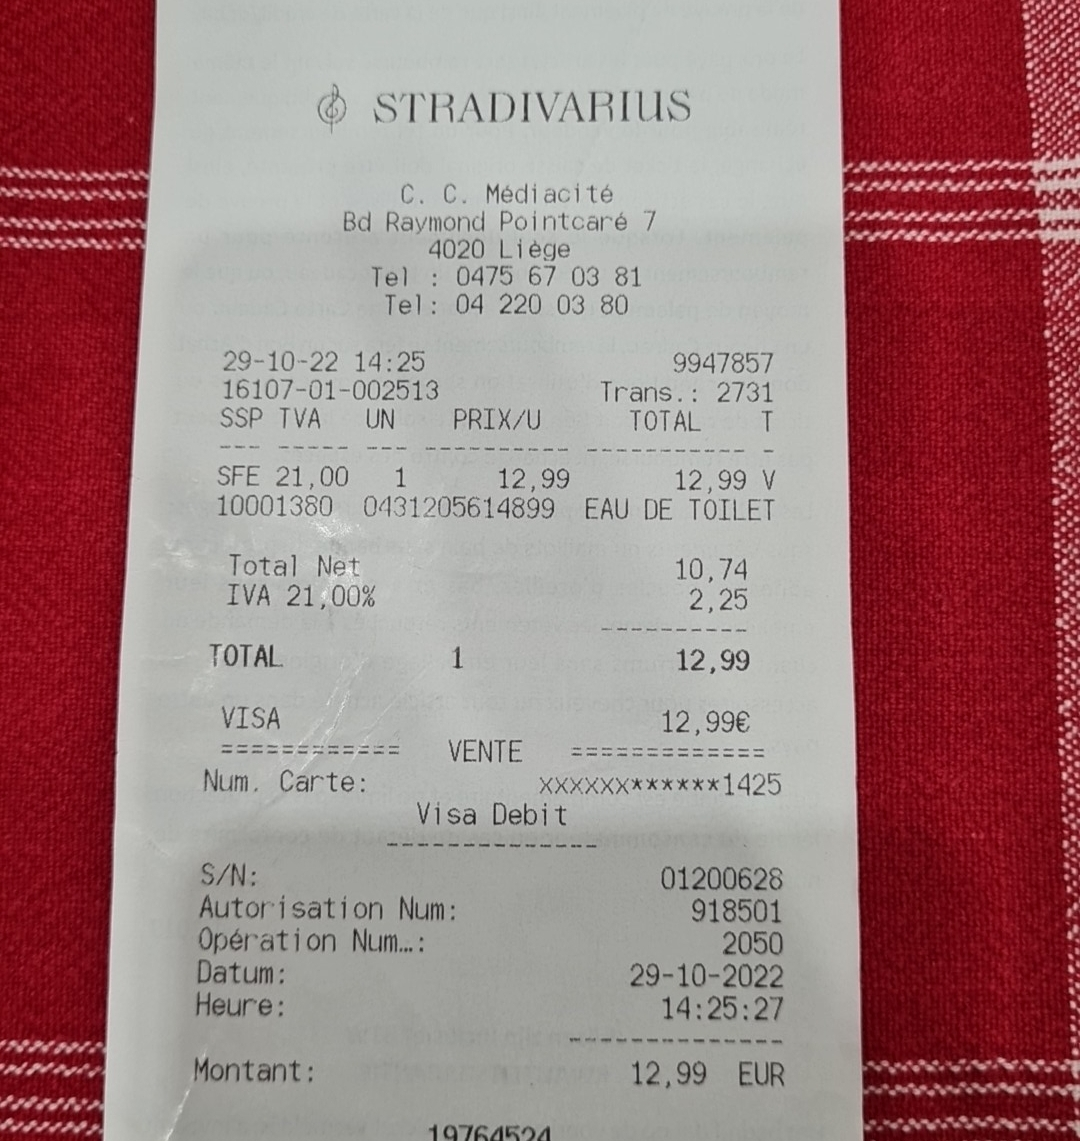 STRADIVARIUS
C. C. Médiacité
Bd Raymond Pointcaré 7
4020 Liège
Tel : 0475 67 03 81
Tel: 04 220 03 80
29-10-22 14:25 9947857
16107-01-002513 Trans.: 2731
SSP TVA UN PRIX/U TOTAL T
--- ----- --- -------- ----------- -
SFE 21,00 1 12,99 12,99 V
10001380 0431205614899 EAU DE TOILET
Total Net 10,74
IVA 21,00% 2,25
----------
TOTAL 1 12,99
VISA 12,99€
============ VENTE =============
Num. Carte: XXXXXX******1425
Visa Debit
--------------
S/N: 01200628
Autorisation Num: 918501
Opération Num…: 2050
Datum: 29-10-2022
Heure: 14:25:27
--------------
Montant: 12,99 EUR
19764524